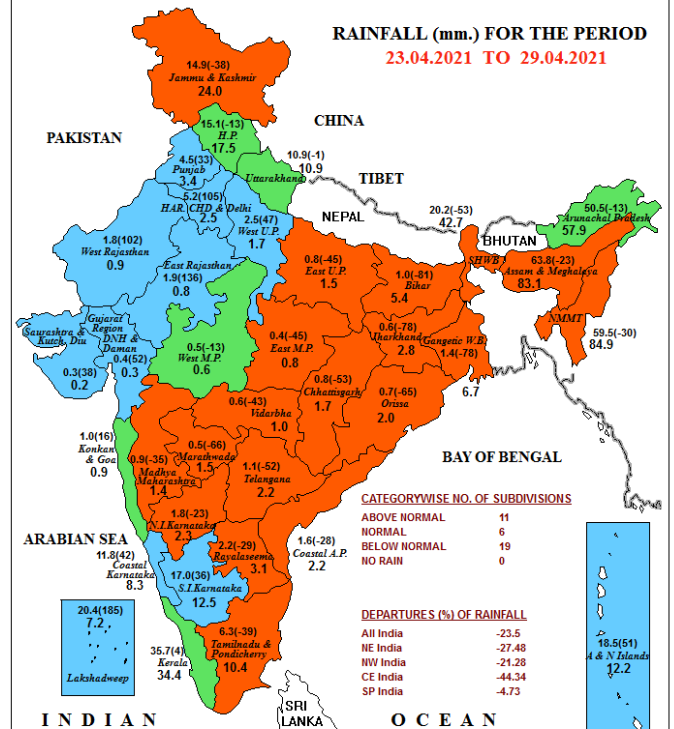 RAINFALL (mm.) FOR THE PERIOD
23.04.2021 TO 29.04.2021
14.9(-38)
Jammu & Kashmir
24.0
CHINA
15.1(-13)
H.P.
17.5
PAKISTAN
4.5(33)
Punjab
3.4
10.9(-1)
10.9
Uttarakhand
TIBET
5.2(105)
HAR. CHD & Delhi
2.5
2.5(47)
West U.P.
1.7
NEPAL
20.2(-53)
42.7
50.5(-13)
Arunachal Pradesh
57.9
BHUTAN
1.8(102)
West Rajasthan
0.9
East Rajasthan
1.9(136)
0.8
0.8(-45)
East U.P.
1.5
1.0(-81)
Bihar
5.4
SHWB
63.8(-23)
Assam & Meghalaya
83.1
NMMT
59.5(-30)
84.9
Saurashtra &
Kutch, Diu
0.3(38)
0.2
Gujarat
Region
DNH &
Daman
0.4(52)
0.3
0.5(-13)
West M.P.
0.6
0.4(-45)
East M.P.
0.8
0.6(-78)
Jharkhand
2.8
Gangetic W.B.
1.4(-78)
6.7
0.8(-53)
Chhattisgarh
1.7
0.7(-65)
Orissa
2.0
0.6(-43)
Vidarbha
1.0
1.0(16)
Konkan
& Goa
0.9
0.9(-35)
Madhya
Maharashtra
1.4
0.5(-66)
Marathwada
1.5
1.1(-52)
Telangana
2.2
BAY OF BENGAL
1.8(-23)
N.I.Karnataka
2.3
CATEGORYWISE NO. OF SUBDIVISIONS
ABOVE NORMAL 11
NORMAL 6
BELOW NORMAL 19
NO RAIN 0
ARABIAN SEA
11.8(42)
Coastal
Karnataka
8.3
2.2(-29)
Rayalaseema
3.1
1.6(-28)
Coastal A.P.
2.2
17.0(36)
S.I.Karnataka
12.5
20.4(185)
7.2
Lakshadweep
35.7(4)
Kerala
34.4
6.3(-39)
Tamilnadu &
Pondicherry
10.4
DEPARTURES (%) OF RAINFALL
All India -23.5
NE India -27.48
NW India -21.28
CE India -44.34
SP India -4.73
18.5(51)
A & N Islands
12.2
SRI
LANKA
INDIAN OCEAN